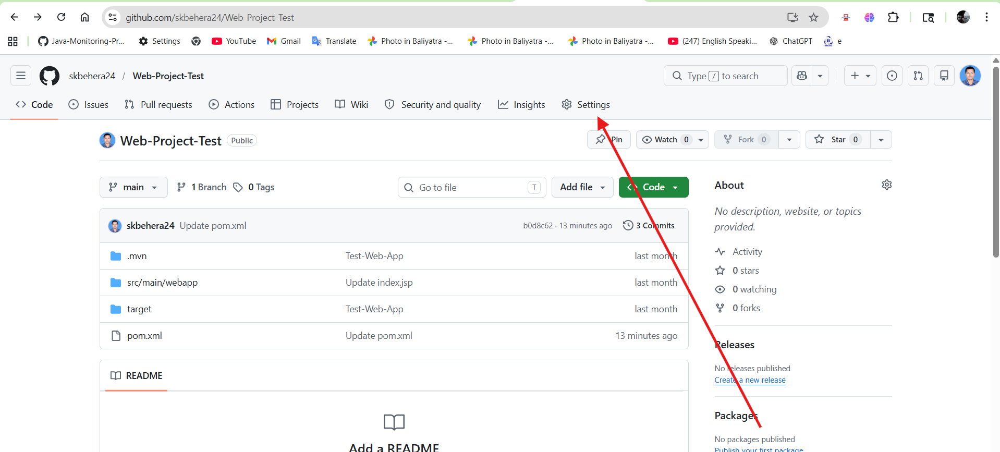 github.com/skbehera24/Web-Project-Test
Java-Monitoring-Pr... Settings YouTube Gmail Translate Photo in Baliyatra -... Photo in Baliyatra -... Photo in Baliyatra -... (247) English Speaki... ChatGPT e
skbehera24 / Web-Project-Test Type / to search
Code Issues Pull requests Actions Projects Wiki Security and quality Insights Settings
Web-Project-Test Public Pin Watch 0 Fork 0 Star 0
main 1 Branch 0 Tags Go to file T Add file Code
About
No description, website, or topics
provided.
skbehera24 Update pom.xml b0d8c62 · 13 minutes ago 3 Commits
.mvn Test-Web-App last month
src/main/webapp Update index.jsp last month
target Test-Web-App last month
pom.xml Update pom.xml 13 minutes ago
Activity
0 stars
0 watching
0 forks
Releases
No releases published
Create a new release
Packages
No packages published
Publish your first package
README
Add a README